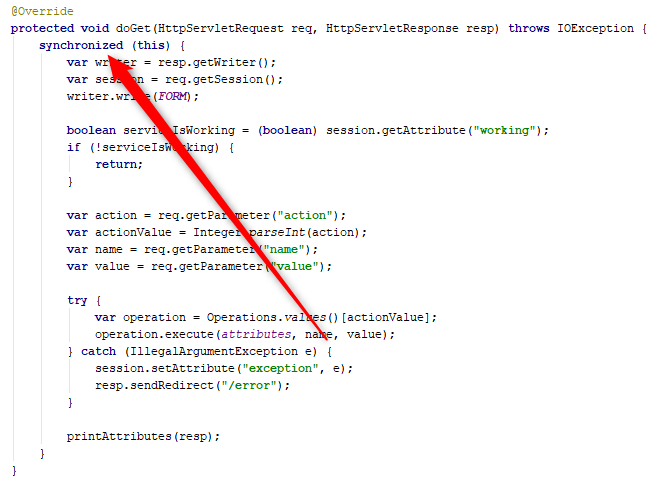 @Override
protected void doGet(HttpServletRequest req, HttpServletResponse resp) throws IOException {
synchronized (this) {
var writer = resp.getWriter();
var session = req.getSession();
writer.write(FORM);
boolean serviceIsWorking = (boolean) session.getAttribute("working");
if (!serviceIsWorking) {
return;
}
var action = req.getParameter("action");
var actionValue = Integer.parseInt(action);
var name = req.getParameter("name");
var value = req.getParameter("value");
try {
var operation = Operations.values()[actionValue];
operation.execute(attributes, name, value);
} catch (IllegalArgumentException e) {
session.setAttribute("exception", e);
resp.sendRedirect("/error");
}
printAttributes(resp);
}
}